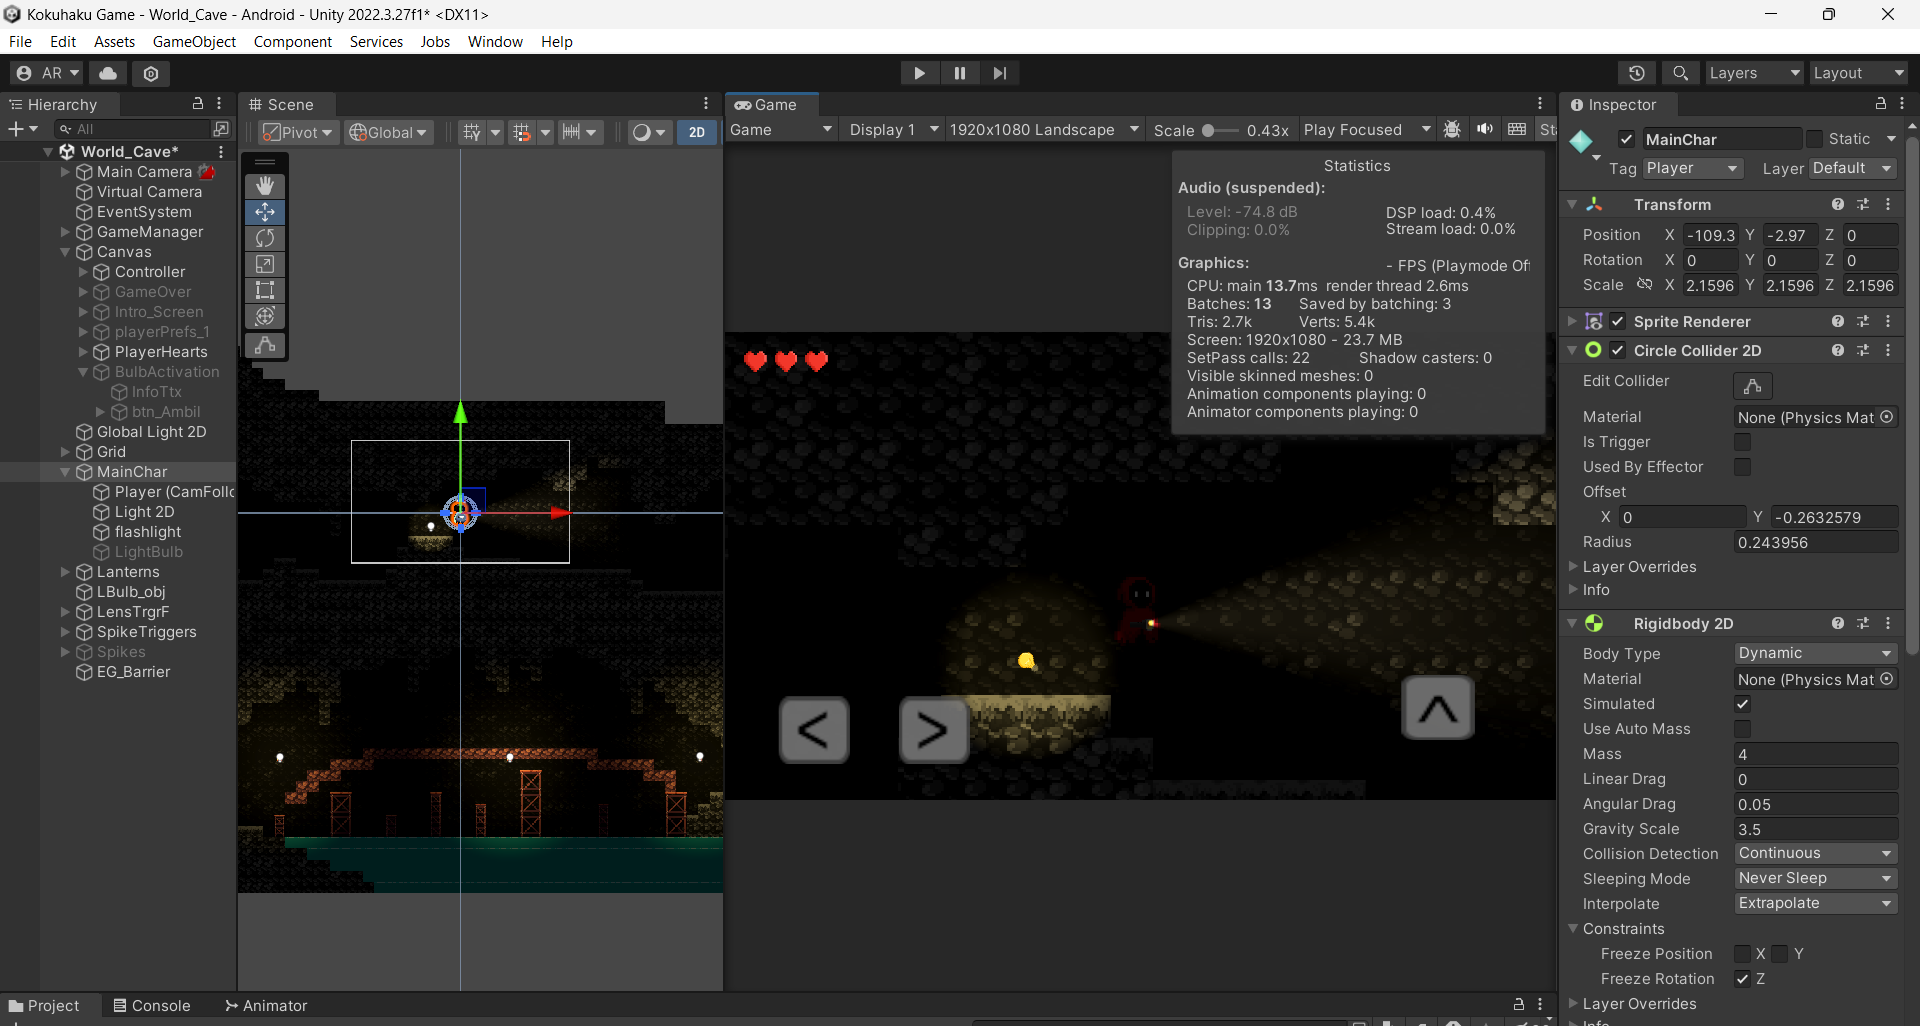 Kokuhaku Game - World_Cave - Android - Unity 2022.3.27f1* <DX11>
File Edit Assets GameObject Component Services Jobs Window Help
AR Layers Layout
Hierarchy
All
World_Cave*
Main Camera
Virtual Camera
EventSystem
GameManager
Canvas
Controller
GameOver
Intro_Screen
playerPrefs_1
PlayerHearts
BulbActivation
InfoTtx
btn_Ambil
Global Light 2D
Grid
MainChar
Player (CamFollo
Light 2D
flashlight
LightBulb
Lanterns
LBulb_obj
LensTrgrF
SpikeTriggers
Spikes
EG_Barrier
Scene
Pivot Global 2D
Game
Game Display 1 1920x1080 Landscape Scale 0.43x Play Focused Sta
Statistics
Audio (suspended):
Level: -74.8 dB DSP load: 0.4%
Clipping: 0.0% Stream load: 0.0%
Graphics: - FPS (Playmode Off
CPU: main 13.7ms render thread 2.6ms
Batches: 13 Saved by batching: 3
Tris: 2.7k Verts: 5.4k
Screen: 1920x1080 - 23.7 MB
SetPass calls: 22 Shadow casters: 0
Visible skinned meshes: 0
Animation components playing: 0
Animator components playing: 0
< > ^
Inspector
MainChar Static
Tag Player Layer Default
Transform
Position X -109.3 Y -2.97 Z 0
Rotation X 0 Y 0 Z 0
Scale X 2.1596 Y 2.1596 Z 2.1596
Sprite Renderer
Circle Collider 2D
Edit Collider
Material None (Physics Mat
Is Trigger
Used By Effector
Offset
X 0 Y -0.2632579
Radius 0.243956
Layer Overrides
Info
Rigidbody 2D
Body Type Dynamic
Material None (Physics Mat
Simulated
Use Auto Mass
Mass 4
Linear Drag 0
Angular Drag 0.05
Gravity Scale 3.5
Collision Detection Continuous
Sleeping Mode Never Sleep
Interpolate Extrapolate
Constraints
Freeze Position X Y
Freeze Rotation Z
Layer Overrides
Info
Project Console Animator